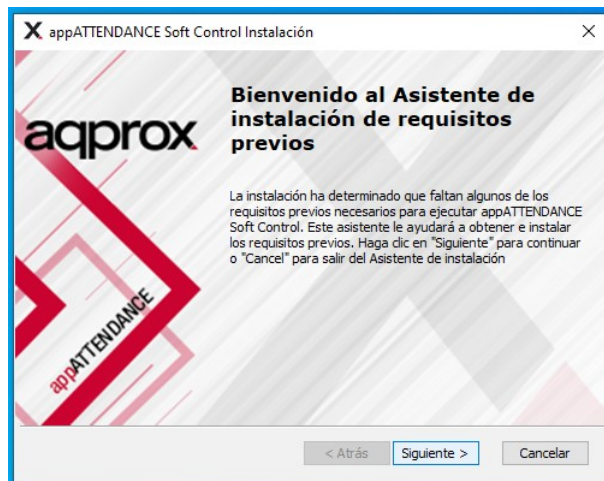 appATTENDANCE Soft Control Instalación
aqprox
Bienvenido al Asistente de
instalación de requisitos
previos
La instalación ha determinado que faltan algunos de los
requisitos previos necesarios para ejecutar appATTENDANCE
Soft Control. Este asistente le ayudará a obtener e instalar
los requisitos previos. Haga clic en "Siguiente" para continuar
o "Cancel" para salir del Asistente de instalación
appATTENDANCE
< Atrás
Siguiente >
Cancelar